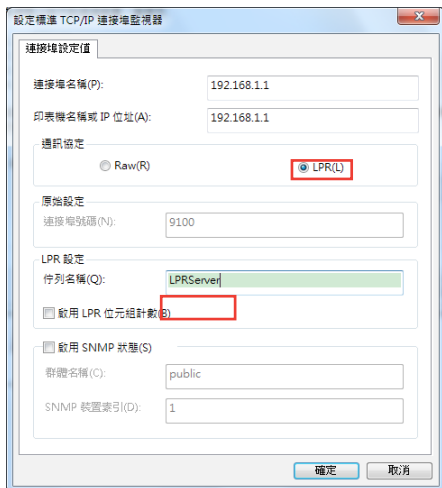 設定標準 TCP/IP 連接埠監視器
連接埠設定值
連接埠名稱(P): 192.168.1.1
印表機名稱或 IP 位址(A): 192.168.1.1
通訊協定
Raw(R) LPR(L)
原始設定
連接埠號碼(N): 9100
LPR 設定
佇列名稱(Q): LPRServer
啟用 LPR 位元組計數(B)
啟用 SNMP 狀態(S)
群體名稱(C): public
SNMP 裝置索引(D): 1
確定 取消